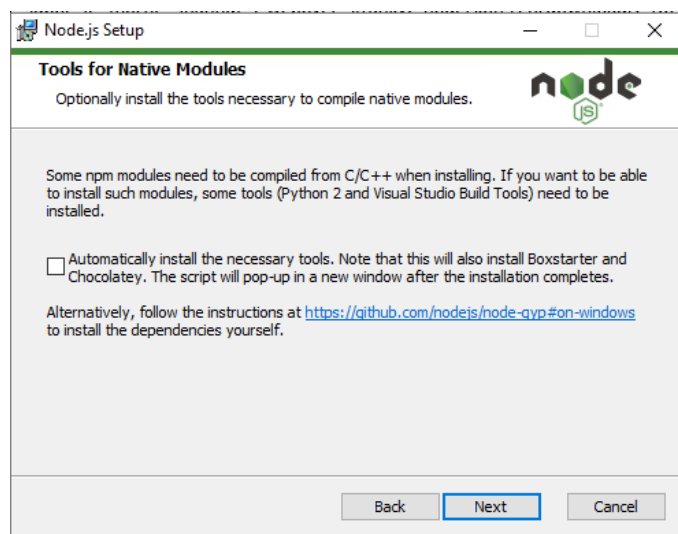 Node.js Setup
Tools for Native Modules
Optionally install the tools necessary to compile native modules.
node
JS
Some npm modules need to be compiled from C/C++ when installing. If you want to be able
to install such modules, some tools (Python 2 and Visual Studio Build Tools) need to be
installed.
Automatically install the necessary tools. Note that this will also install Boxstarter and
Chocolatey. The script will pop-up in a new window after the installation completes.
Alternatively, follow the instructions at https://github.com/nodejs/node-gyp#on-windows
to install the dependencies yourself.
Back Next Cancel